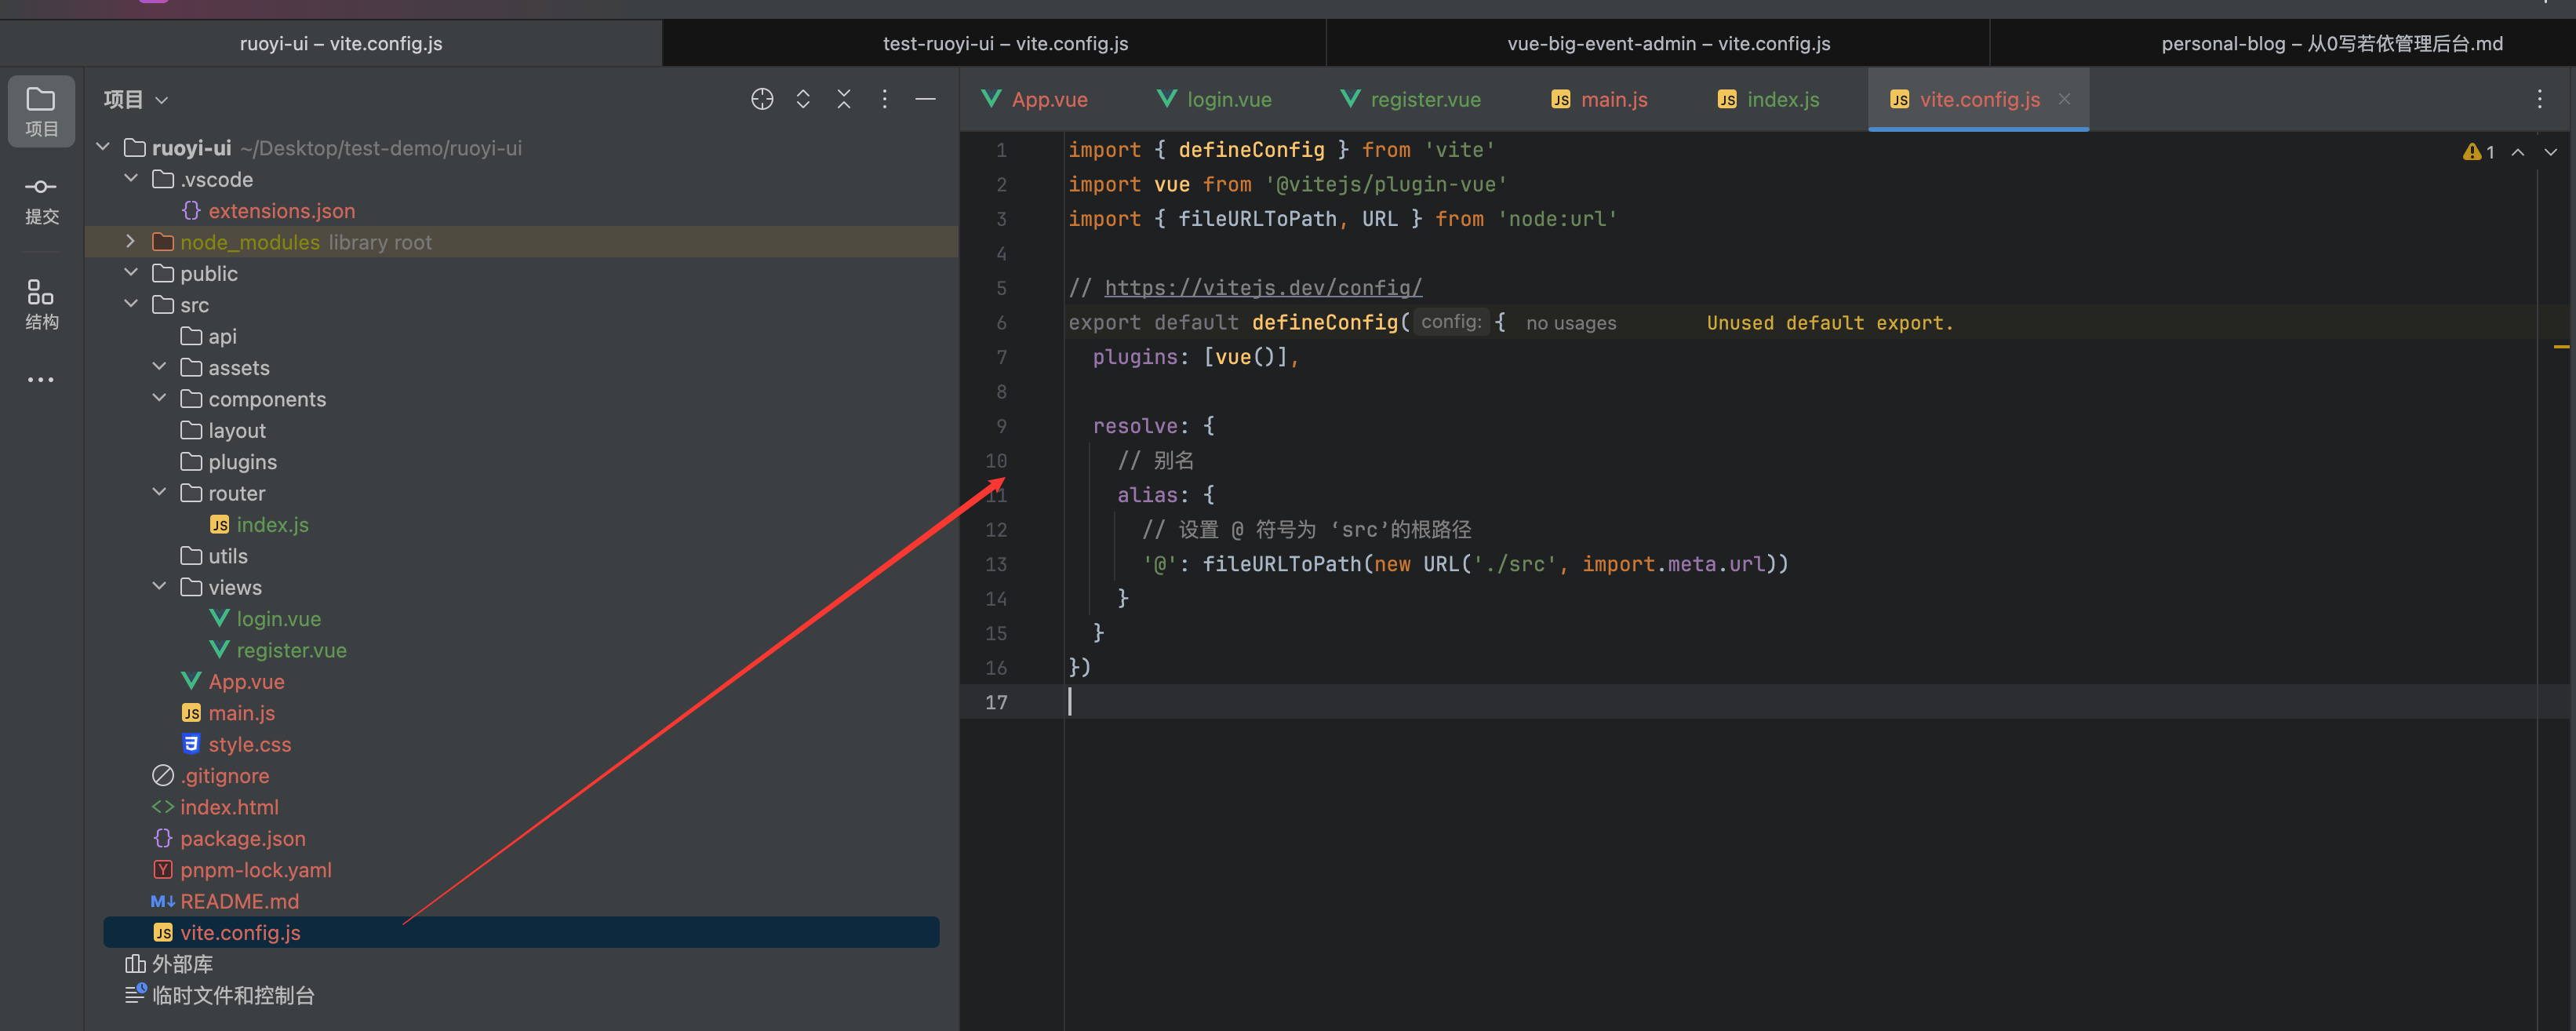 ruoyi-ui – vite.config.js
test-ruoyi-ui – vite.config.js
vue-big-event-admin – vite.config.js
personal-blog – 从0写若依管理后台.md
项目
提交
结构
项目
ruoyi-ui ~/Desktop/test-demo/ruoyi-ui
.vscode
{} extensions.json
node_modules library root
public
src
api
assets
components
layout
plugins
router
JS index.js
utils
views
login.vue
register.vue
App.vue
JS main.js
style.css
.gitignore
<> index.html
{} package.json
Y pnpm-lock.yaml
M↓ README.md
JS vite.config.js
外部库
临时文件和控制台
App.vue
login.vue
register.vue
JS main.js
JS index.js
JS vite.config.js
1
1 import { defineConfig } from 'vite'
2 import vue from '@vitejs/plugin-vue'
3 import { fileURLToPath, URL } from 'node:url'
4
5 // https://vitejs.dev/config/
6 export default defineConfig( config: { no usages Unused default export.
7 plugins: [vue()],
8
9 resolve: {
10 // 别名
11 alias: {
12 // 设置 @ 符号为 ‘src’的根路径
13 '@': fileURLToPath(new URL('./src', import.meta.url))
14 }
15 }
16 })
17